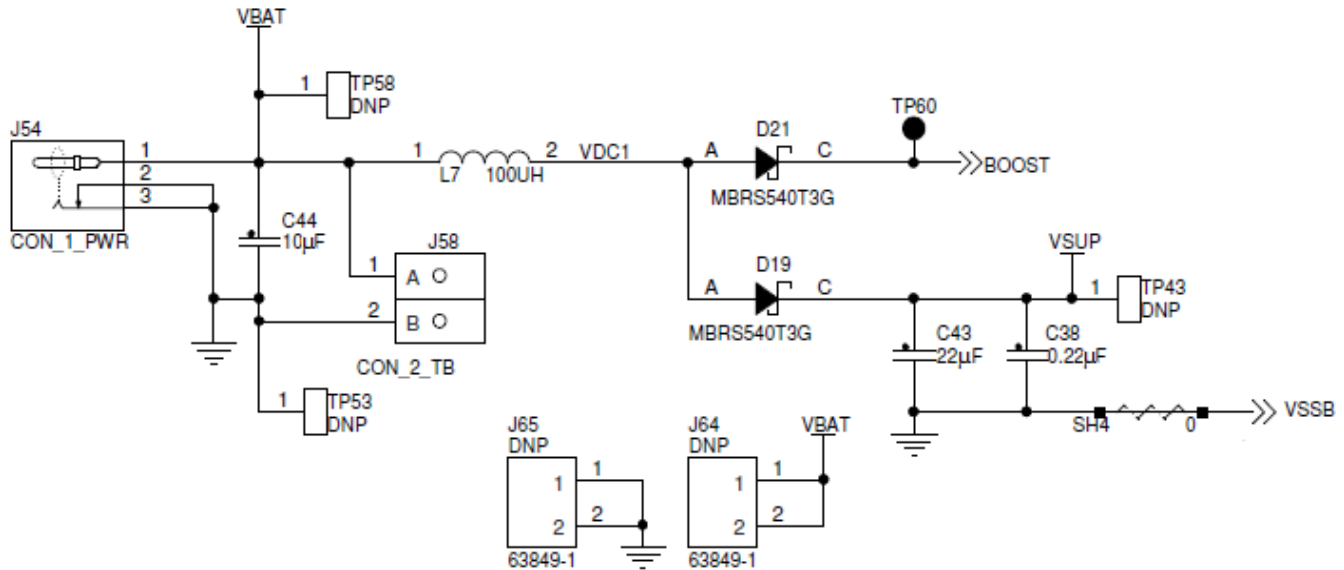 VBAT
1
TP58
DNP
TP60
J54
1
2
3
CON_1_PWR
1
2
VDC1
L7
100UH
A
D21
C
BOOST
MBRS540T3G
C44
10µF
J58
1
A
2
B
CON_2_TB
VSUP
D19
A
C
MBRS540T3G
1
TP43
DNP
C43
22µF
C38
0.22µF
1
TP53
DNP
SH4
0
VSSB
J65
DNP
1
1
2
2
63849-1
J64
DNP
VBAT
1
1
2
2
63849-1